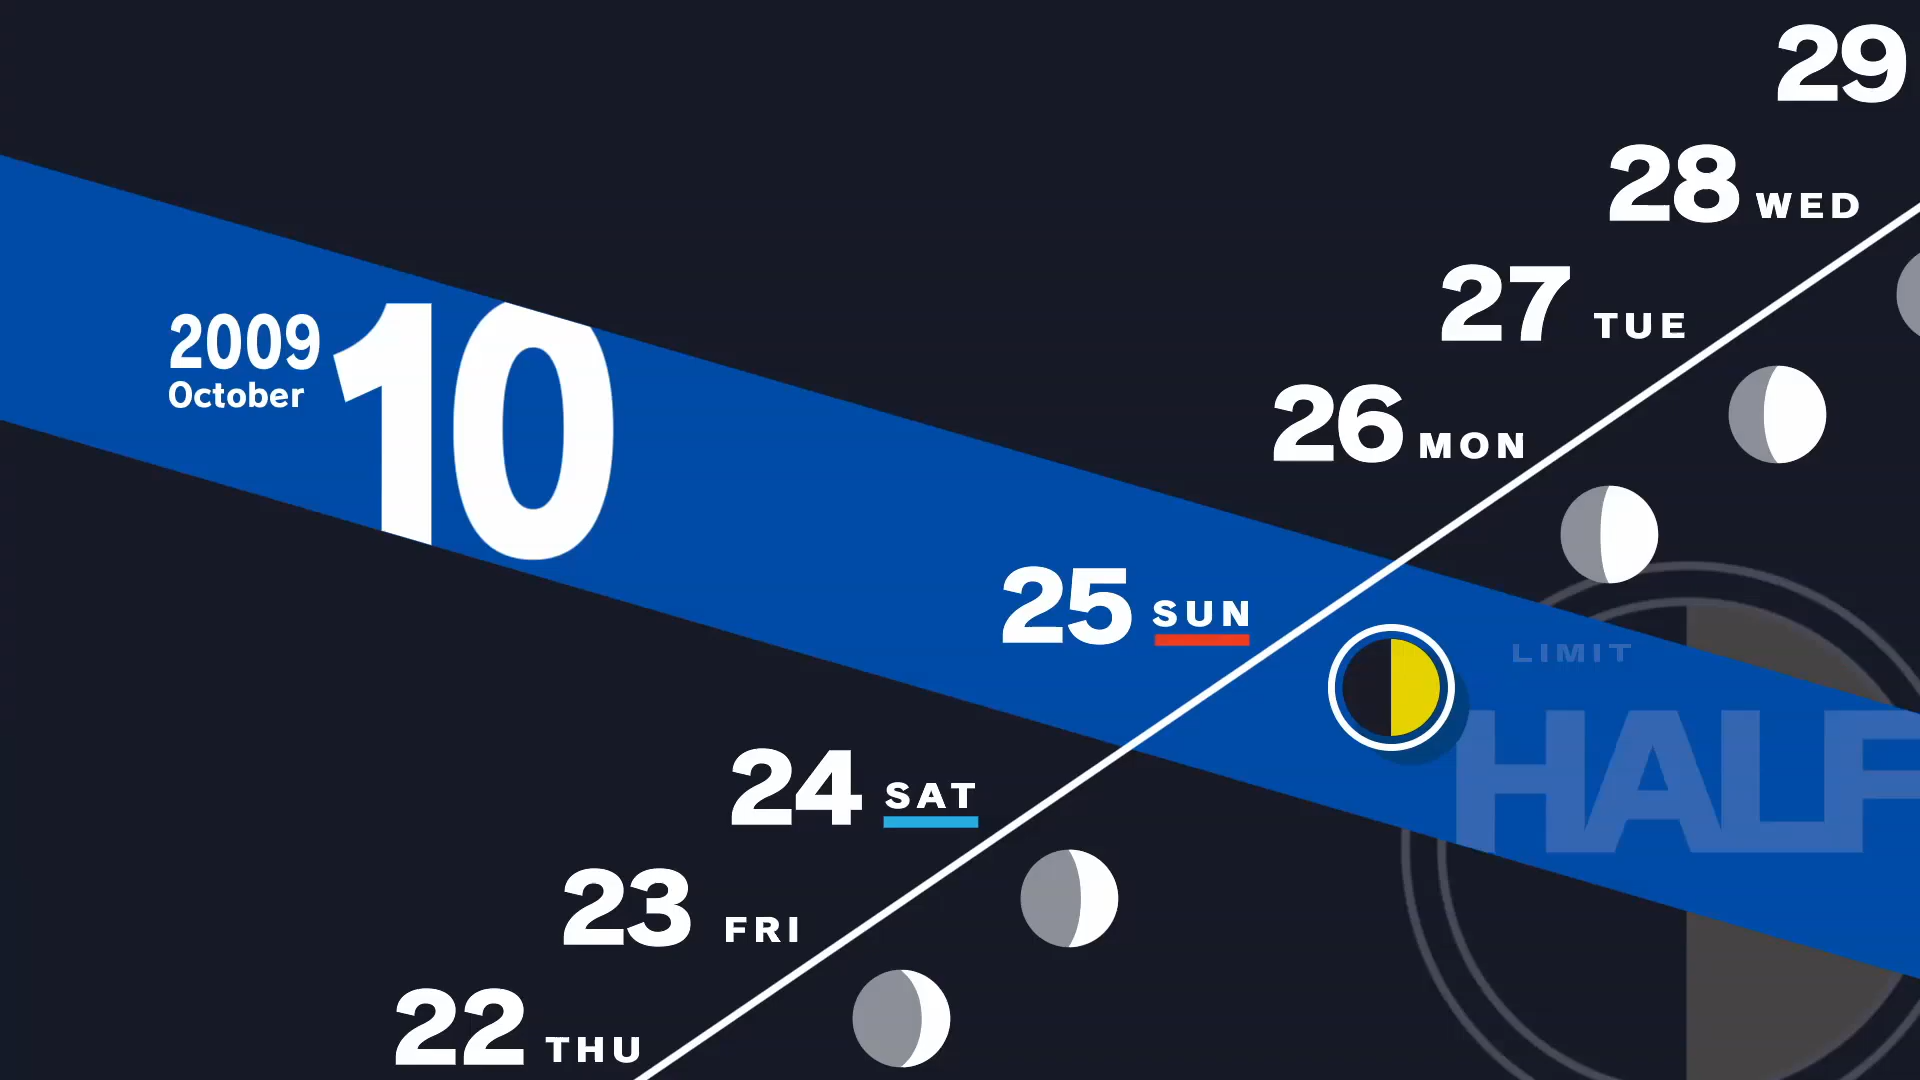 29
28 WED
27 TUE
26 MON
2009
October
10
25 SUN
LIMIT
HALF
24 SAT
23 FRI
22 THU